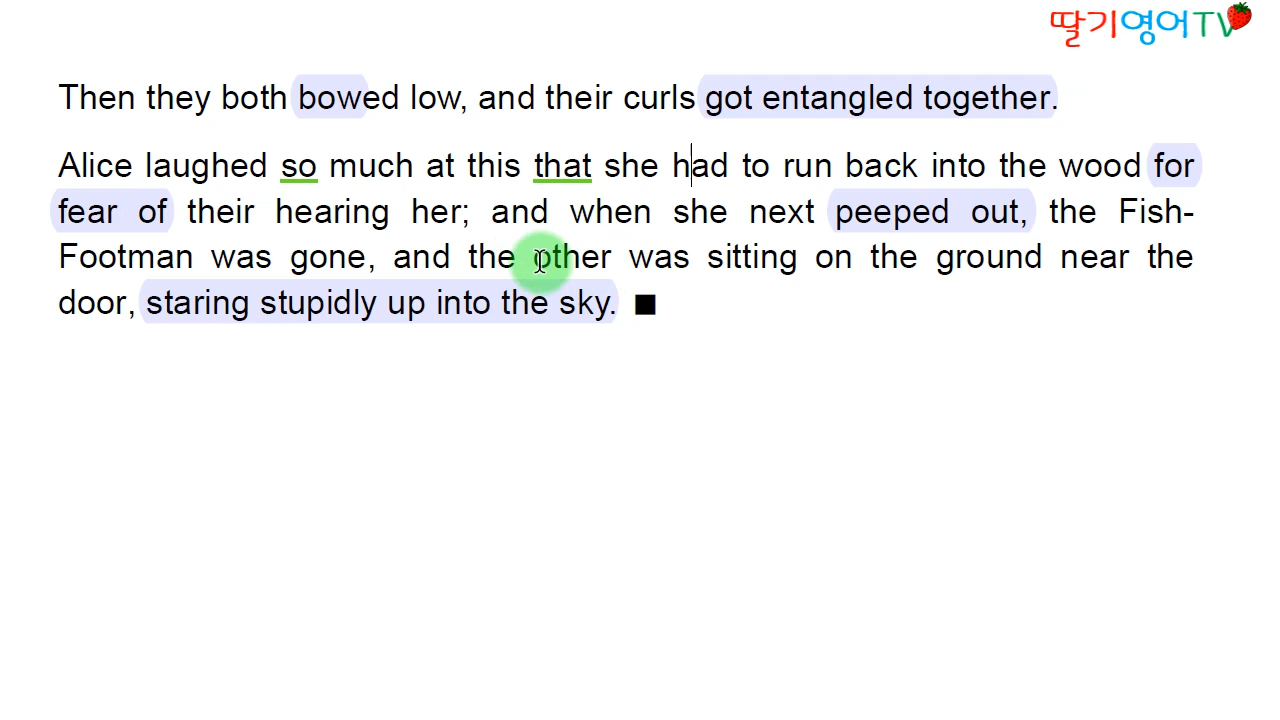 딸기영어TV
Then they both bowed low, and their curls got entangled together.
Alice laughed so much at this that she had to run back into the wood for
fear of their hearing her; and when she next peeped out, the Fish-
Footman was gone, and the other was sitting on the ground near the
door, staring stupidly up into the sky. ■